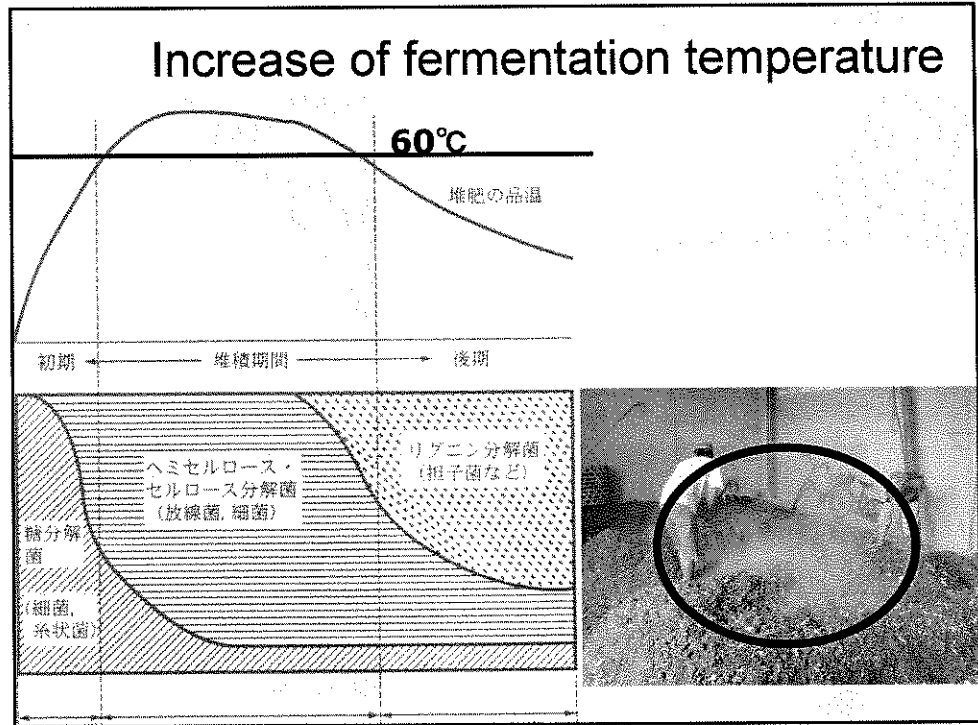 Increase of fermentation temperature
60℃
堆肥の品温
初期
堆積期間
後期
ヘミセルロース・
セルロース分解菌
(放線菌,細菌)
リグニン分解菌
(担子菌など)
糖分解
菌
(細菌,
糸状菌)